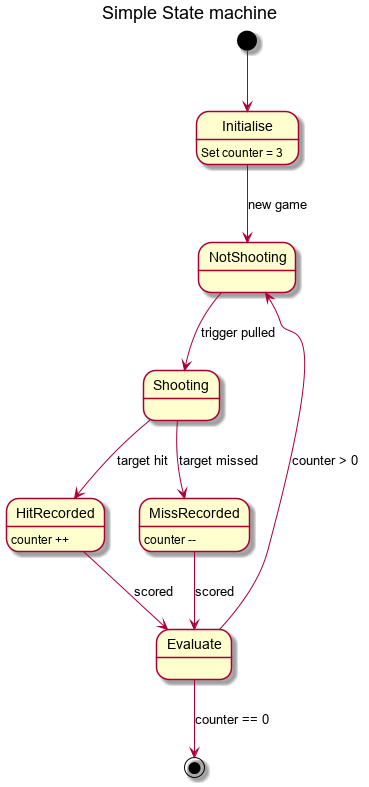 Simple State machine
Initialise
Set counter = 3
new game
NotShooting
trigger pulled
Shooting
target hit
target missed
counter > 0
HitRecorded
counter ++
MissRecorded
counter --
scored
scored
Evaluate
counter == 0